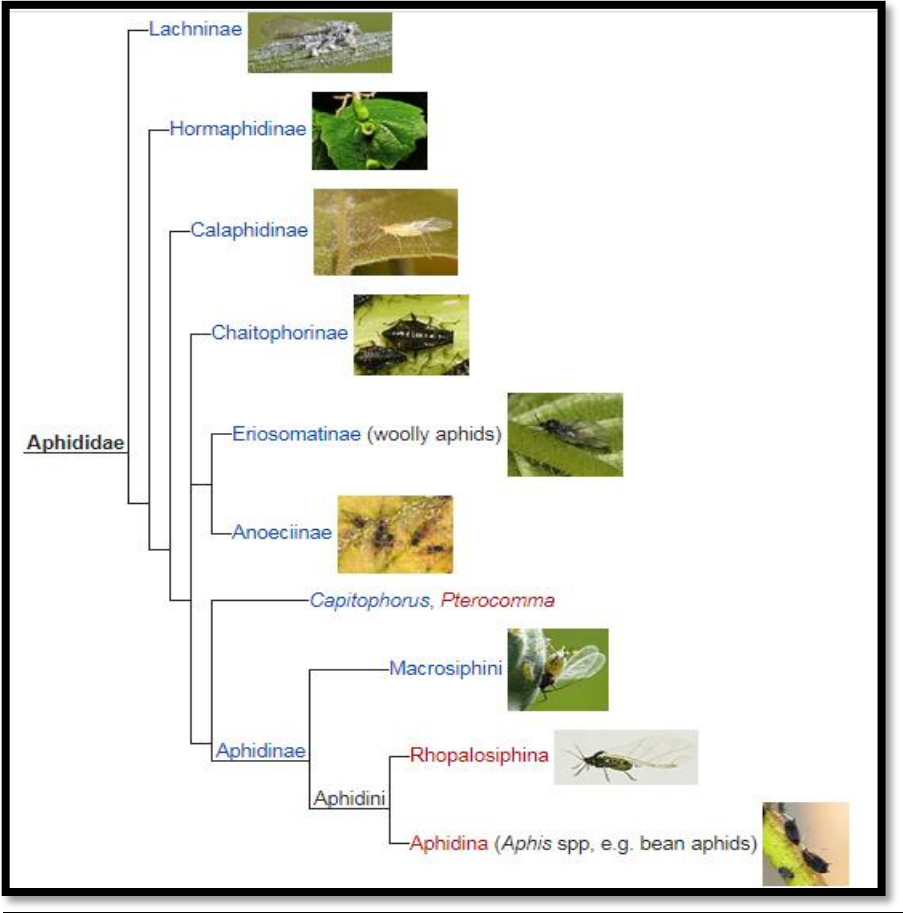 Lachninae
Hormaphidinae
Calaphidinae
Chaitophorinae
Eriosomatinae (woolly aphids)
Aphididae
Anoeciinae
Capitophorus, Pterocomma
Macrosiphini
Aphidinae
Rhopalosiphina
Aphidini
Aphidina (Aphis spp, e.g. bean aphids)